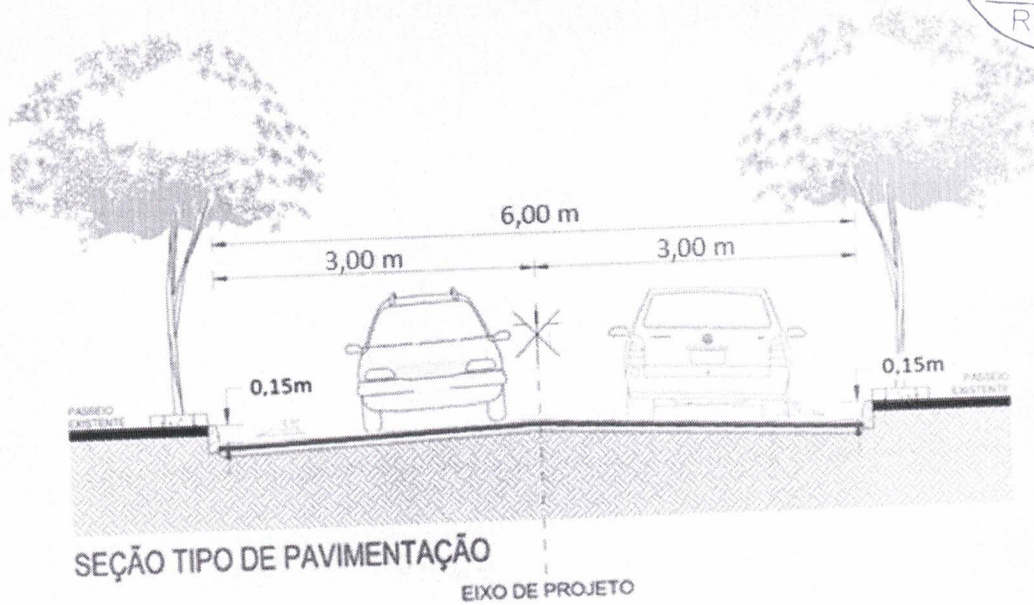 R
6,00 m
3,00 m
3,00 m
0,15m
0,15m
PASSEIO
EXISTENTE
PASSEIO
EXISTENTE
SEÇÃO TIPO DE PAVIMENTAÇÃO
EIXO DE PROJETO